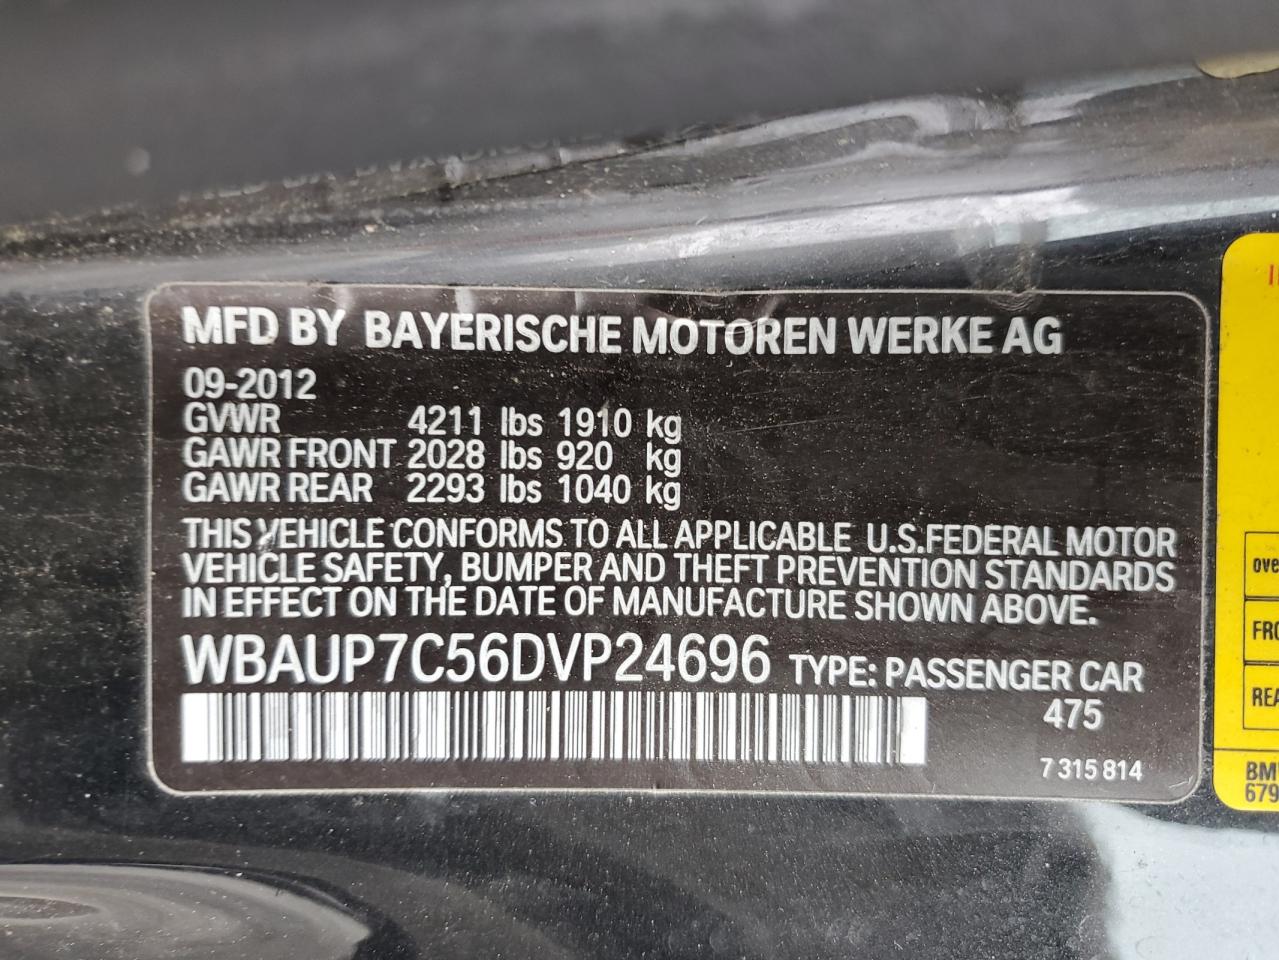 MFD BY BAYERISCHE MOTOREN WERKE AG
09-2012
GVWR 4211 lbs 1910 kg
GAWR FRONT 2028 lbs 920 kg
GAWR REAR 2293 lbs 1040 kg
THIS VEHICLE CONFORMS TO ALL APPLICABLE U.S.FEDERAL MOTOR
VEHICLE SAFETY, BUMPER AND THEFT PREVENTION STANDARDS
IN EFFECT ON THE DATE OF MANUFACTURE SHOWN ABOVE.
WBAUP7C56DVP24696 TYPE: PASSENGER CAR
475
7 315 814